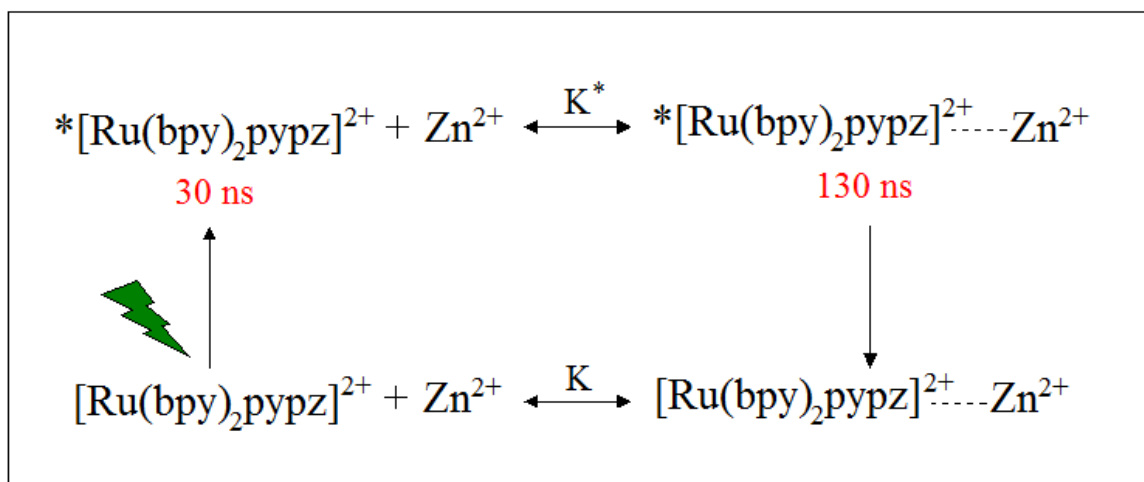 K*
*[Ru(bpy)₂pypz]²⁺ + Zn²⁺ *[Ru(bpy)₂pypz]²⁺-----Zn²⁺
30 ns 130 ns
K
[Ru(bpy)₂pypz]²⁺ + Zn²⁺ [Ru(bpy)₂pypz]²⁺-----Zn²⁺